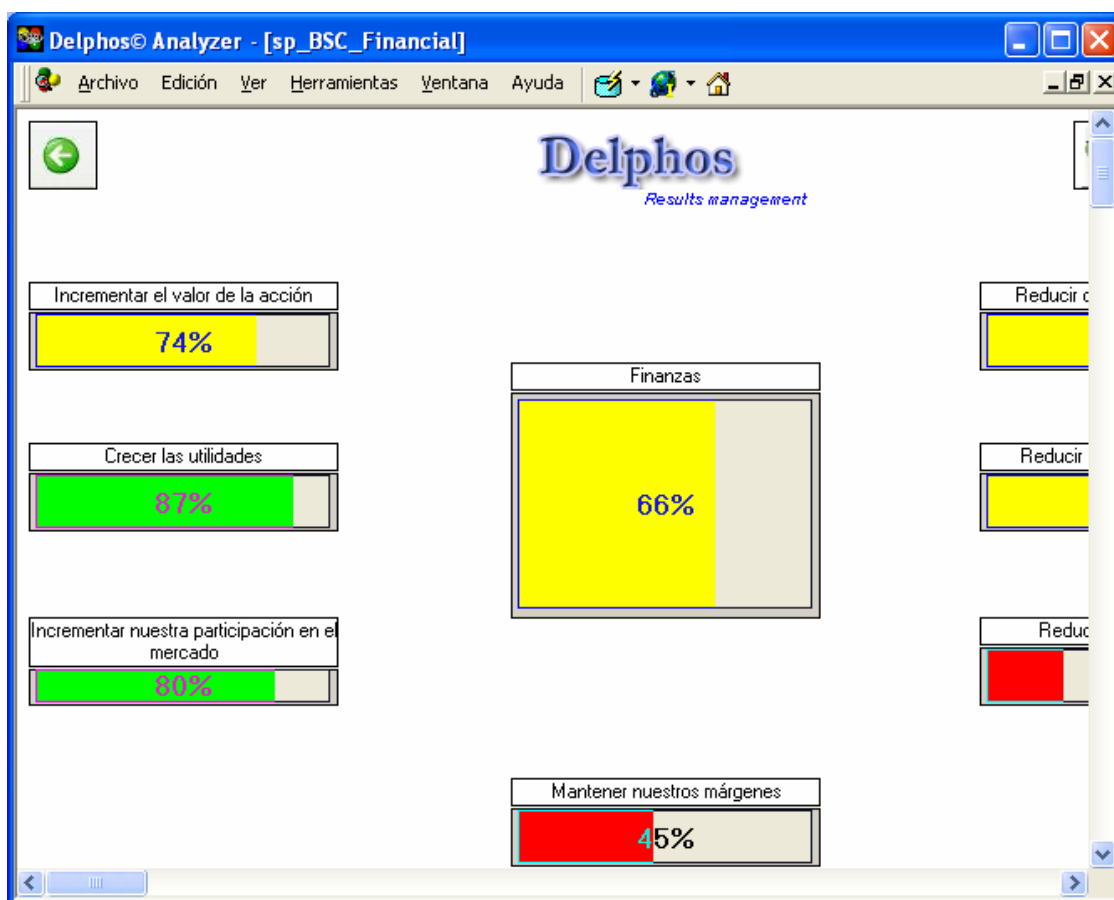 Delphos© Analyzer - [sp_BSC_Financial]
Archivo Edición Ver Herramientas Ventana Ayuda
Delphos
Results management
Incrementar el valor de la acción
74%
Reducir
Finanzas
66%
Crecer las utilidades
87%
Reducir
Incrementar nuestra participación en el
mercado
80%
Mantener nuestros márgenes
45%